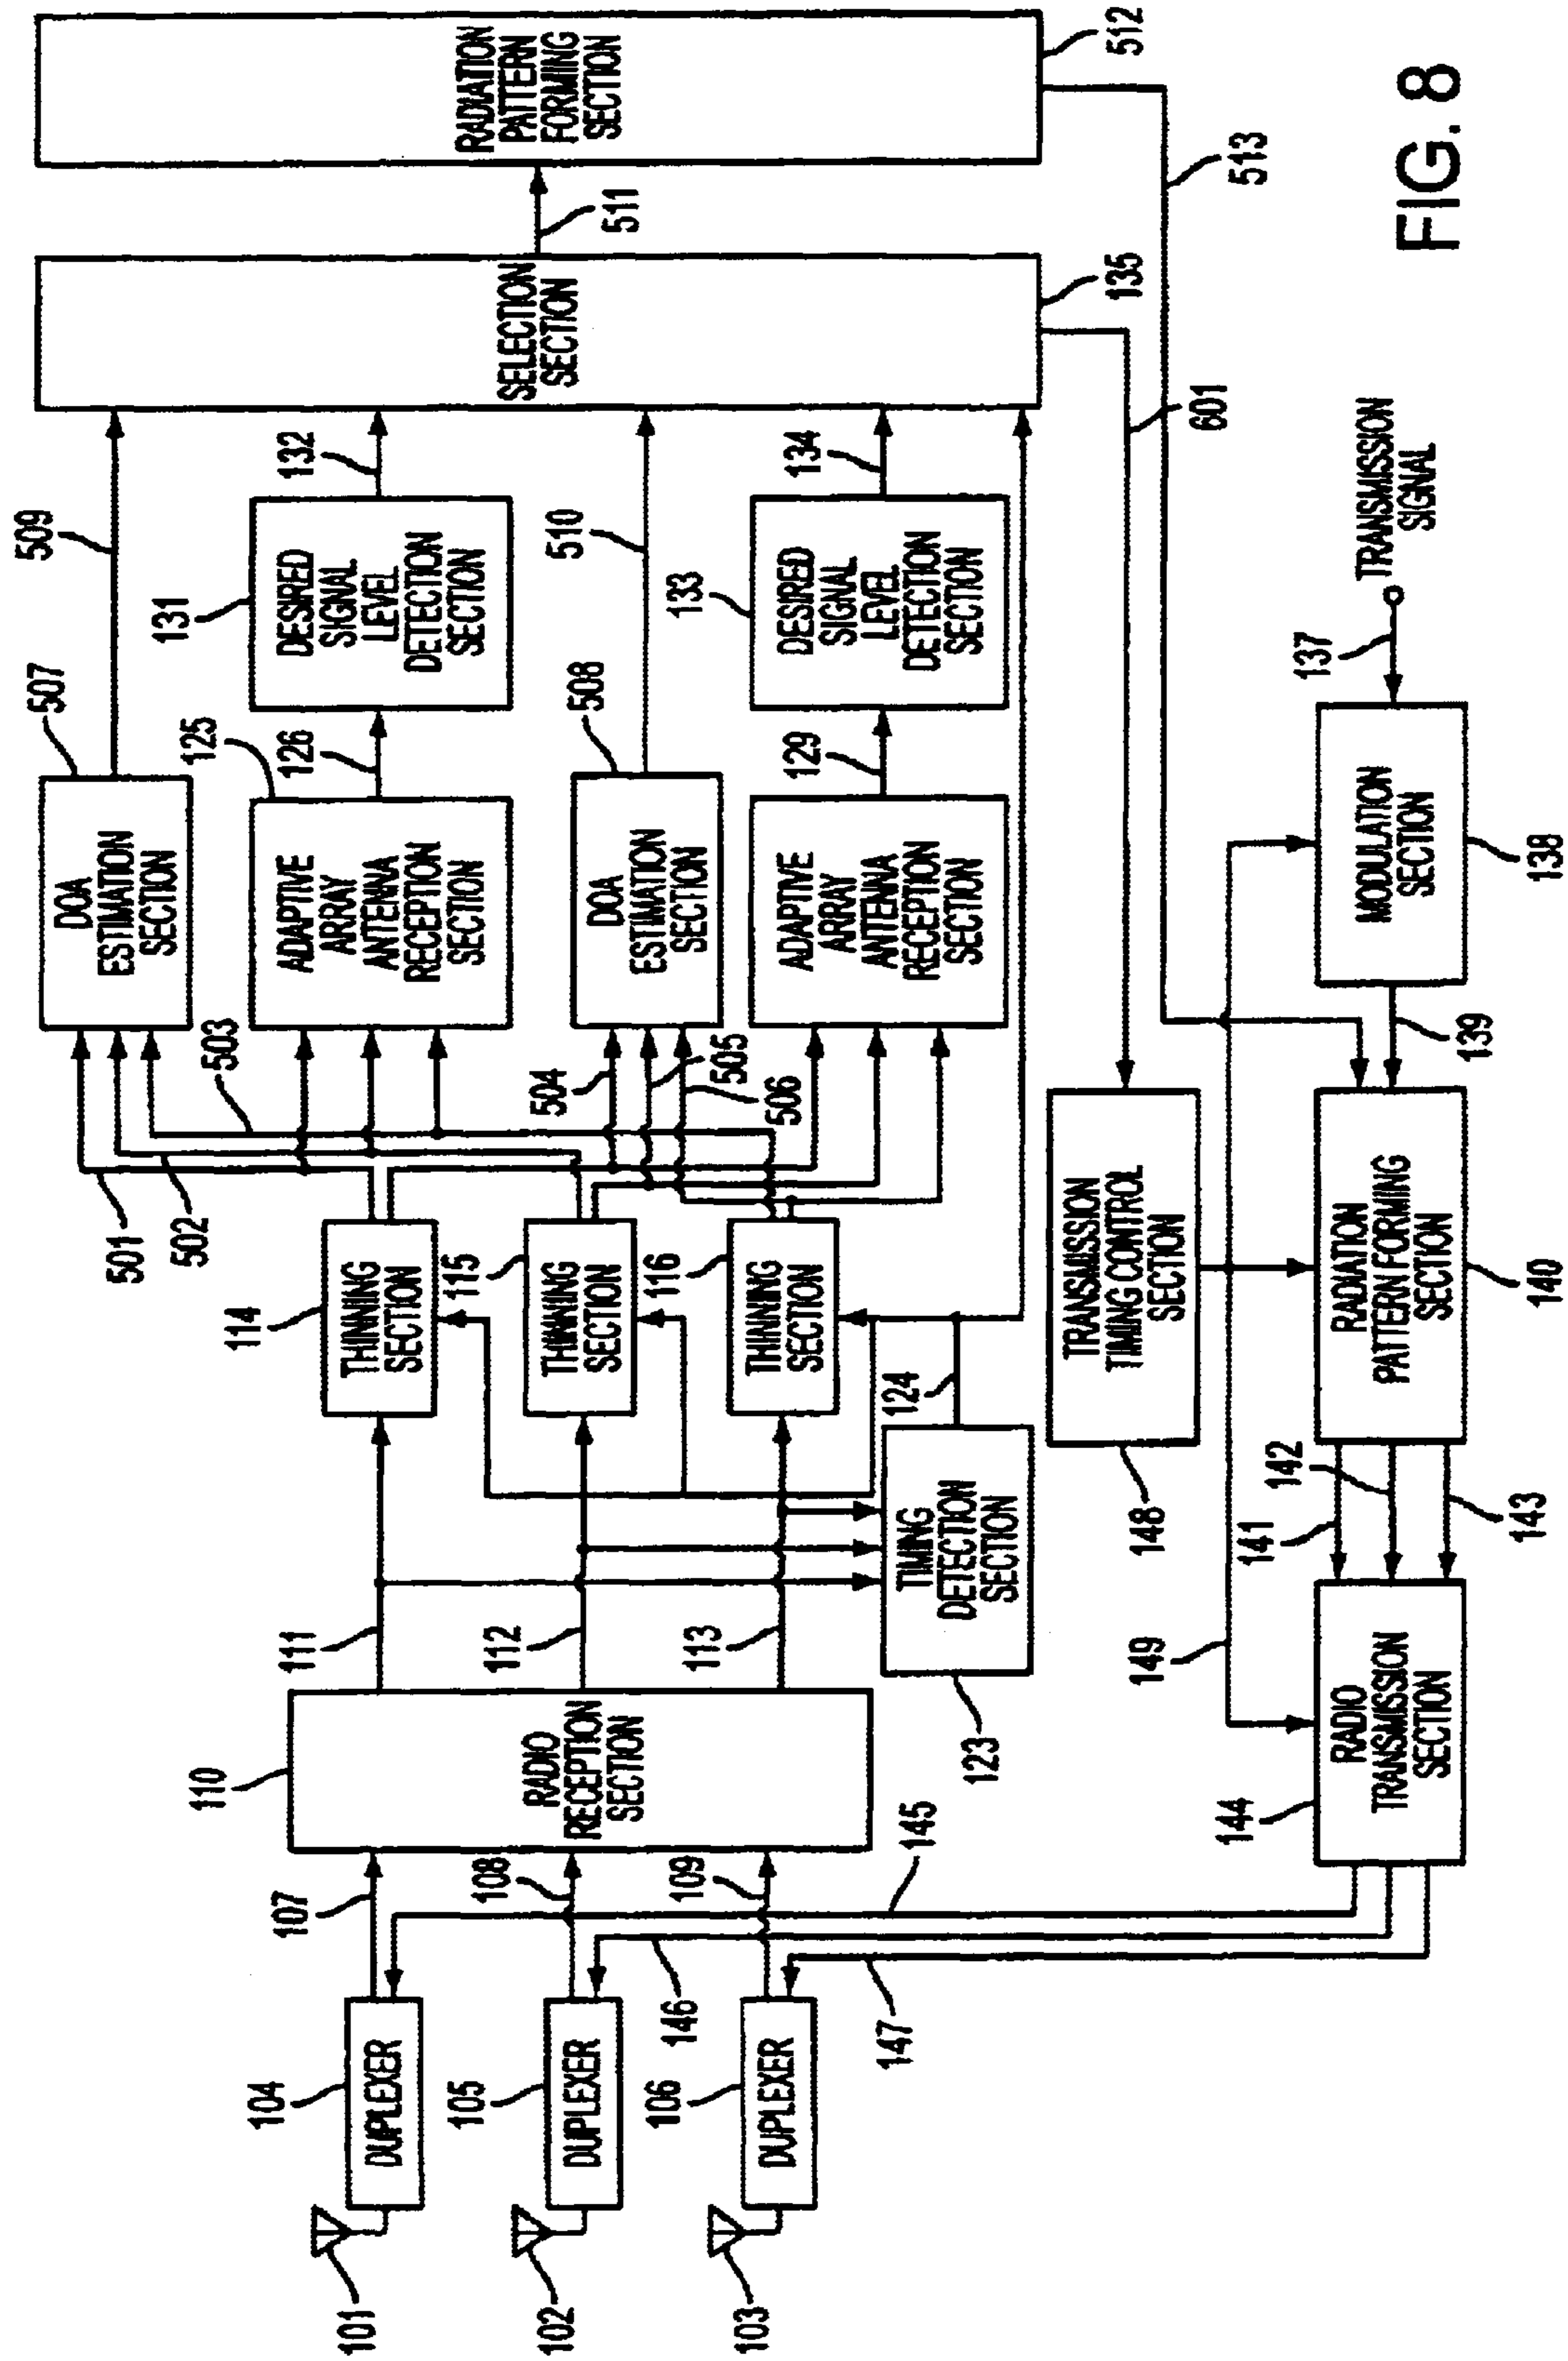 101
DUPLEXER
104
102
DUPLEXER
105
103
DUPLEXER
106
107
108
109
145
146
147
110
RADIO
RECEPTION
SECTION
111
112
113
TIMING
DETECTION
SECTION
123
124
114
THINNING
SECTION
115
THINNING
SECTION
116
THINNING
SECTION
501
502
503
504
505
506
507
DOA
ESTIMATION
SECTION
125
ADAPTIVE
ARRAY
ANTENNA
RECEPTION
SECTION
508
DOA
ESTIMATION
SECTION
ADAPTIVE
ARRAY
ANTENNA
RECEPTION
SECTION
126
129
131
DESIRED
SIGNAL
LEVEL
DETECTION
SECTION
133
DESIRED
SIGNAL
LEVEL
DETECTION
SECTION
509
132
510
134
SELECTION
SECTION
135
511
RADIATION
PATTERN
FORMING
SECTION
512
513
601
144
RADIO
TRANSMISSION
SECTION
149
141
142
143
148
TRANSMISSION
TIMING CONTROL
SECTION
RADIATION
PATTERN FORMING
SECTION
140
139
MODULATION
SECTION
138
137
TRANSMISSION
SIGNAL
FIG. 8